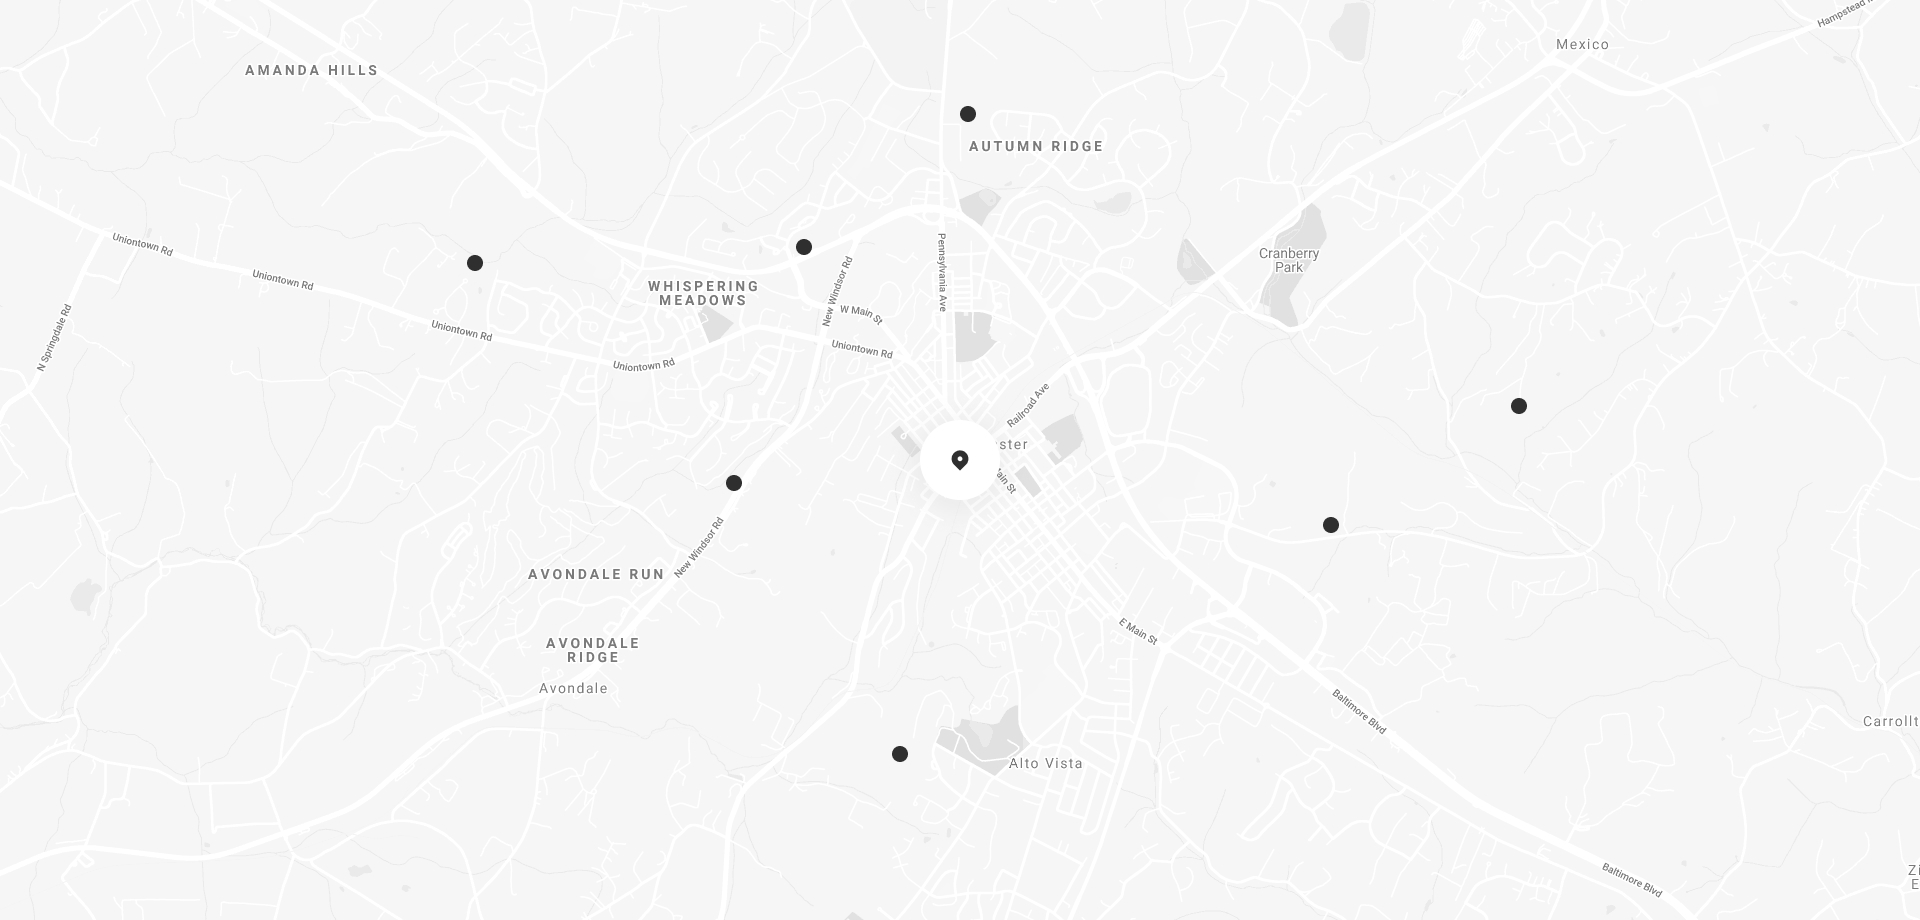 Hampstead
Mexico
AMANDA HILLS
AUTUMN RIDGE
Uniontown Rd
Cranberry
Park
Uniontown Rd
Pennsylvania Ave
New Windsor Rd
WHISPERING
MEADOWS
W Main St
N Springdale Rd
Uniontown Rd
Uniontown Rd
Uniontown Rd
Railroad Ave
ster
St
New Windsor Rd
AVONDALE RUN
E Main St
AVONDALE
RIDGE
Avondale
Baltimore Blvd
Carrollt
Alto Vista
Baltimore Blvd
Zi
E